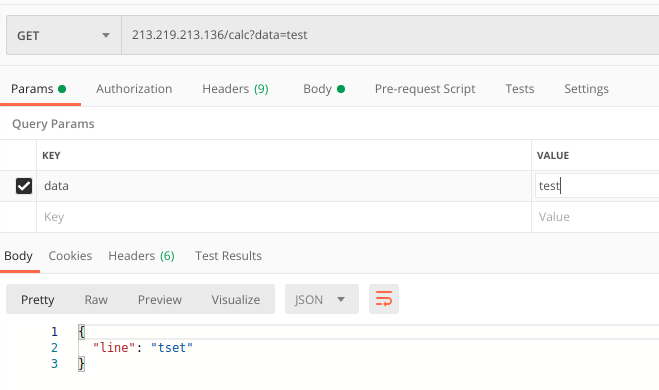 GET 213.219.213.136/calc?data=test
Params Authorization Headers (9) Body Pre-request Script Tests Settings
Query Params
KEY VALUE
data test
Key Value
Body Cookies Headers (6) Test Results
Pretty Raw Preview Visualize JSON
1 {
2 "line": "tset"
3 }